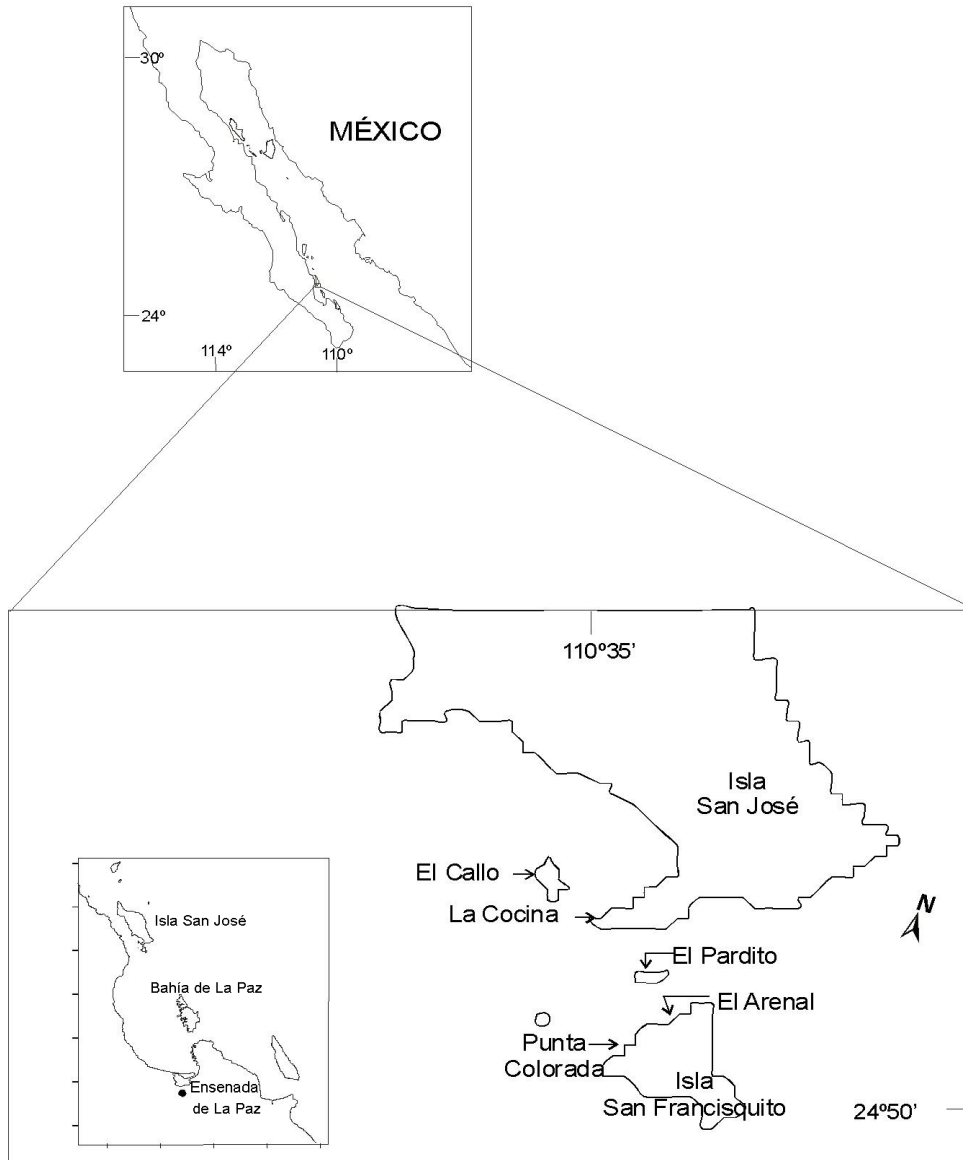 30º
MÉXICO
24º
114º
110º
110º35’
Isla
San José
El Callo
La Cocina
N
El Pardito
El Arenal
Punta
Colorada
Isla
San Francisquito
24º50’
Isla San José
Bahía de La Paz
Ensenada
de La Paz